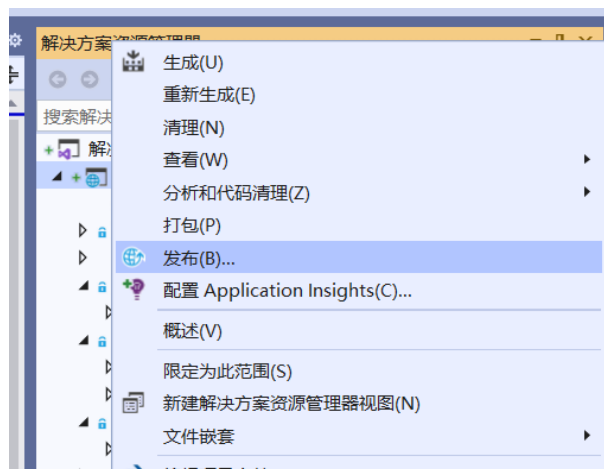 解决方案资源管理器
生成(U)
重新生成(E)
搜索解决
清理(N)
解决
查看(W)
分析和代码清理(Z)
打包(P)
发布(B)...
配置 Application Insights(C)...
概述(V)
限定为此范围(S)
新建解决方案资源管理器视图(N)
文件嵌套